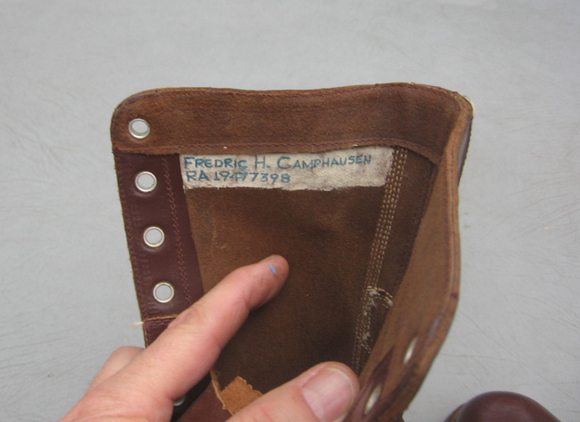 FREDRIC H. CAMPHAUSEN
RA 19477398